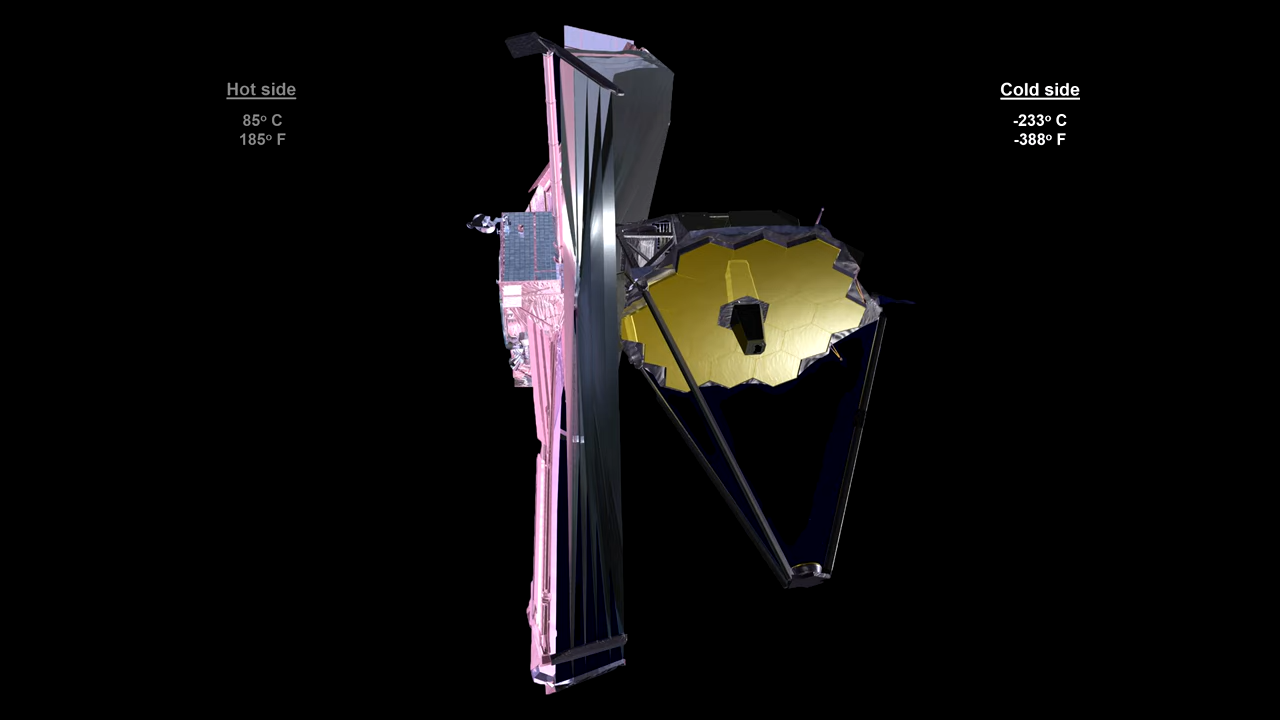 Hot side
85º C
185º F
Cold side
-233º C
-388º F